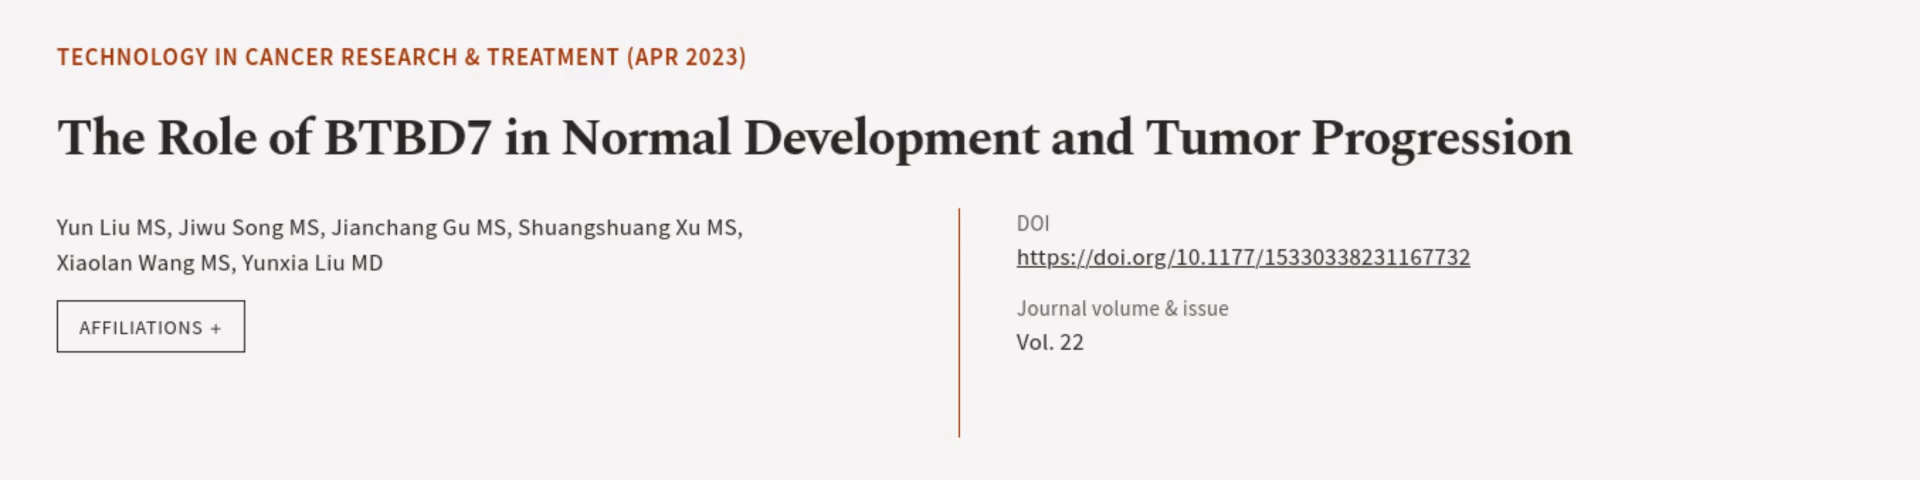 TECHNOLOGY IN CANCER RESEARCH & TREATMENT (APR 2023)
The Role of BTBD7 in Normal Development and Tumor Progression
Yun Liu MS, Jiwu Song MS, Jianchang Gu MS, Shuangshuang Xu MS,
Xiaolan Wang MS, Yunxia Liu MD
AFFILIATIONS +
DOI
https://doi.org/10.1177/15330338231167732
Journal volume & issue
Vol. 22